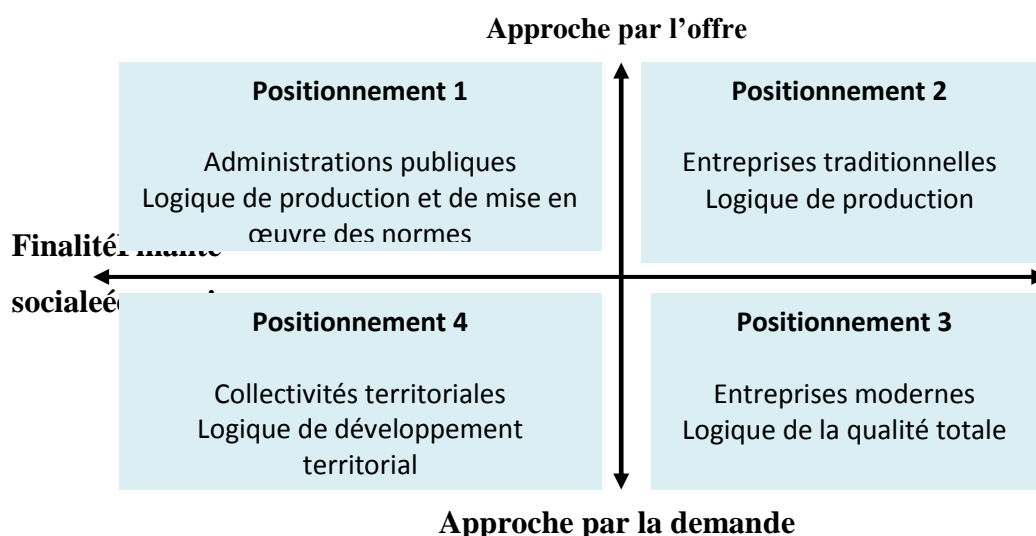 Approche par l’offre
Positionnement 1
Administrations publiques
Logique de production et de mise en
œuvre des normes
Positionnement 2
Entreprises traditionnelles
Logique de production
Finalité
sociale
Positionnement 4
Collectivités territoriales
Logique de développement
territorial
Positionnement 3
Entreprises modernes
Logique de la qualité totale
Approche par la demande